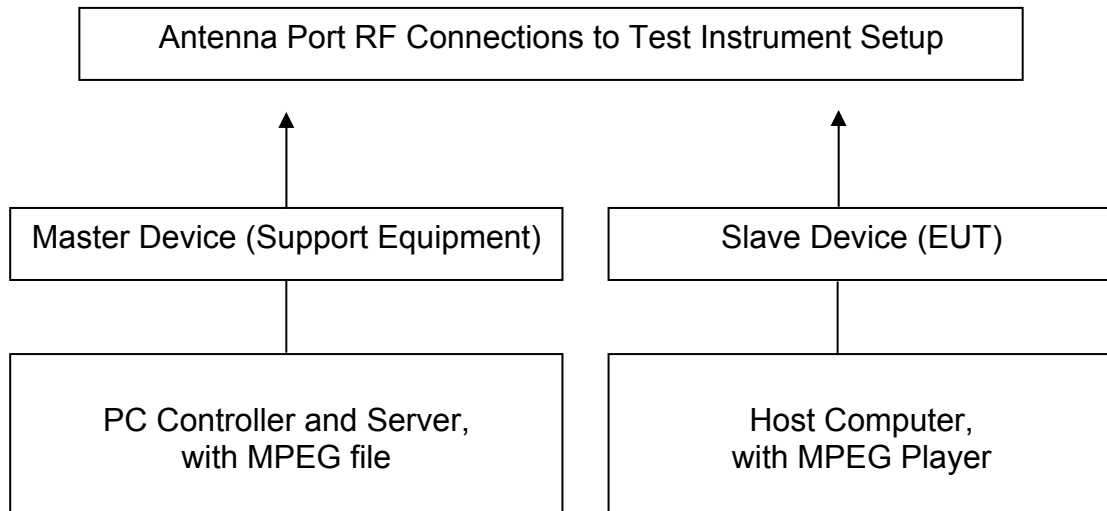 Antenna Port RF Connections to Test Instrument Setup
Master Device (Support Equipment)
Slave Device (EUT)
PC Controller and Server,
with MPEG file
Host Computer,
with MPEG Player